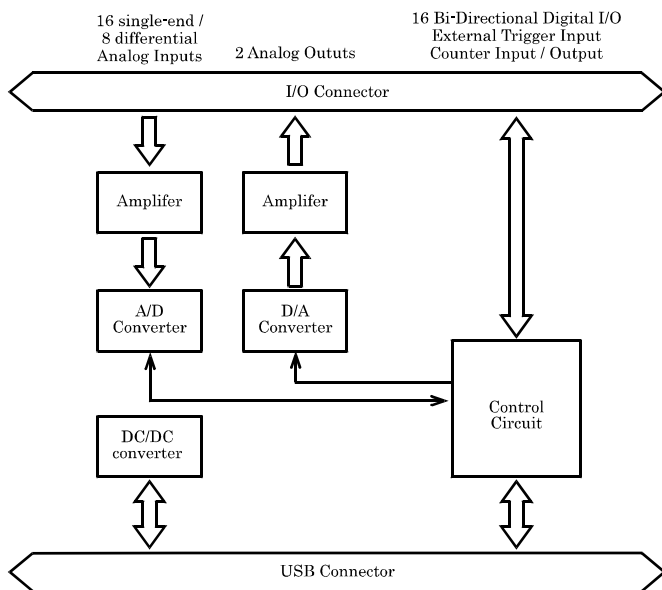 16 single-end /
8 differential
Analog Inputs
2 Analog Oututs
16 Bi-Directional Digital I/O
External Trigger Input
Counter Input / Output
I/O Connector
Amplifer
Amplifer
A/D
Converter
D/A
Converter
Control
Circuit
DC/DC
converter
USB Connector